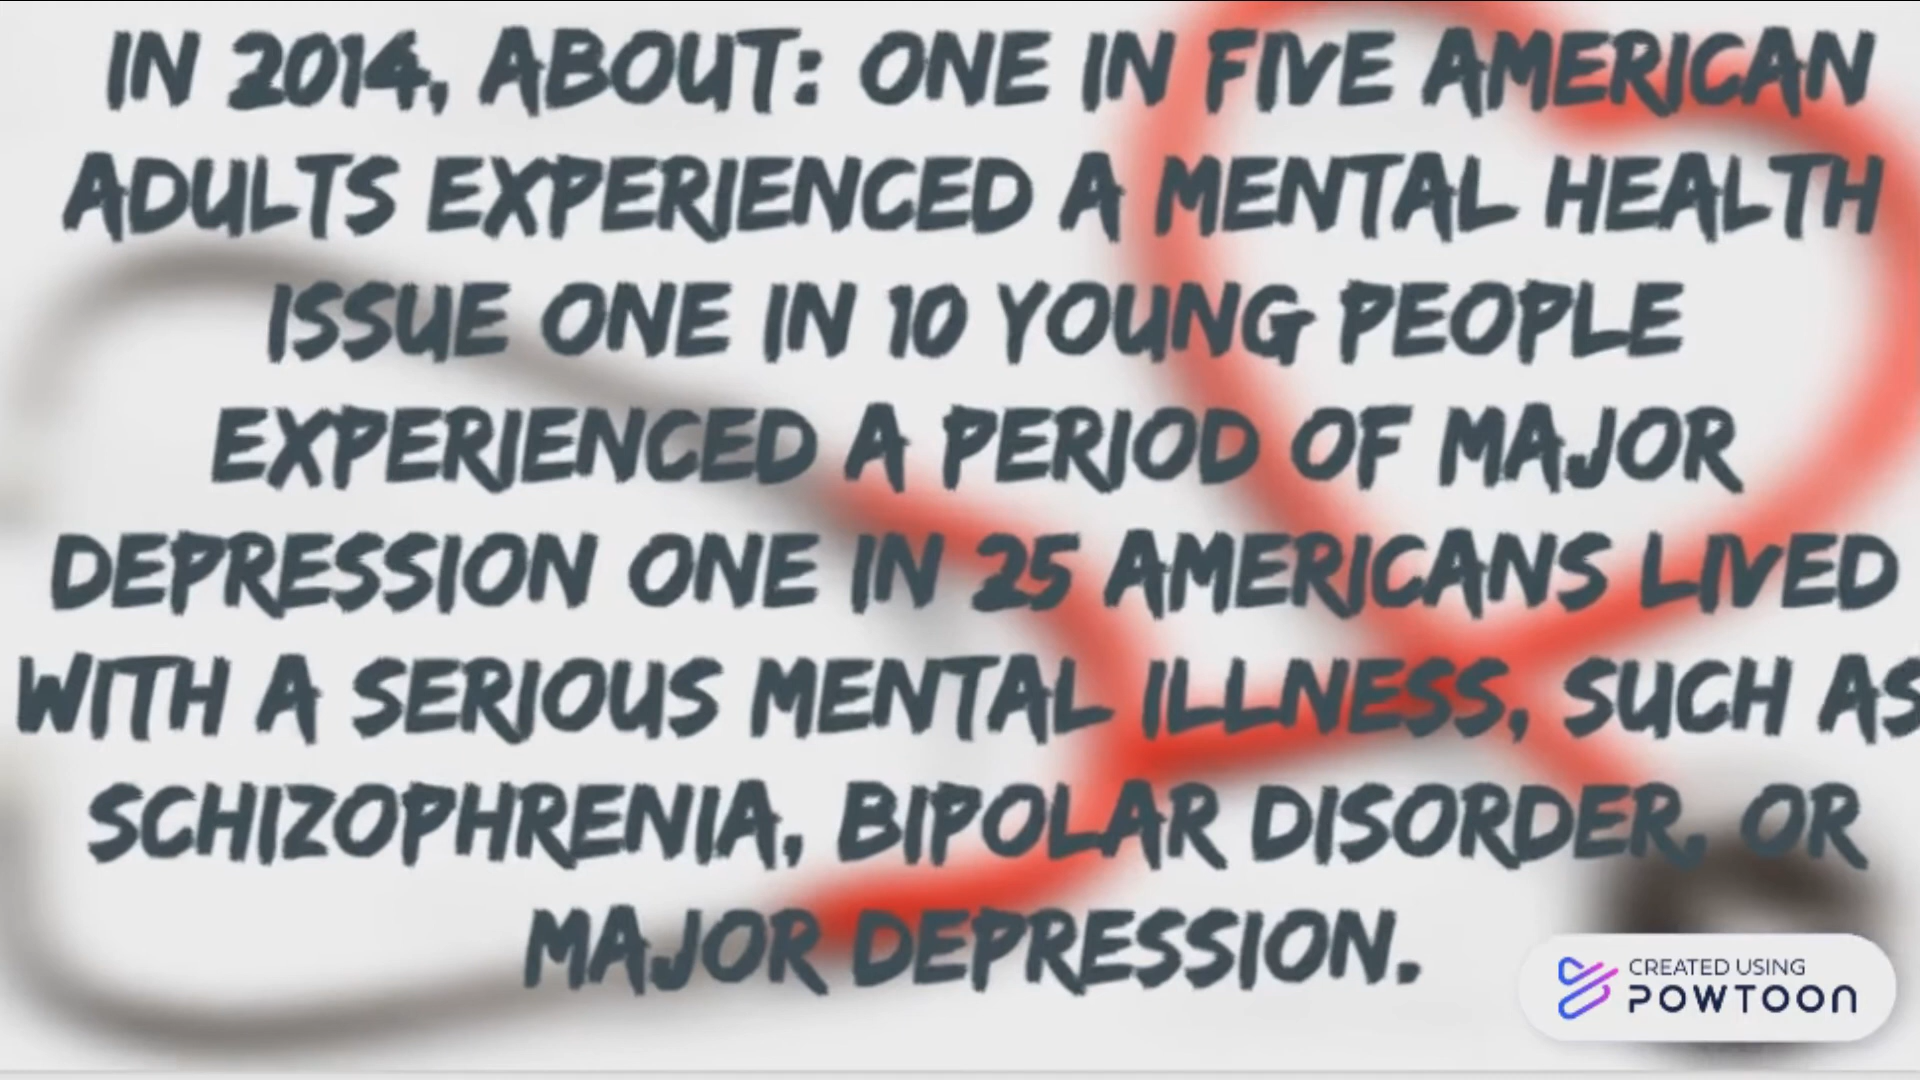 IN 2014, ABOUT: ONE IN FIVE AMERICAN
ADULTS EXPERIENCED A MENTAL HEALTH
ISSUE ONE IN 10 YOUNG PEOPLE
EXPERIENCED A PERIOD OF MAJOR
DEPRESSION ONE IN 25 AMERICANS LIVED
WITH A SERIOUS MENTAL ILLNESS, SUCH AS
SCHIZOPHRENIA, BIPOLAR DISORDER, OR
MAJOR DEPRESSION.
CREATED USING
POWTOON